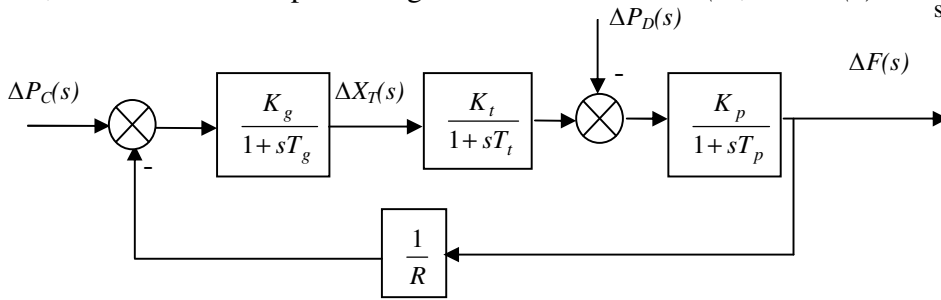 ΔP_D(s)
s
ΔP_C(s)
K_g
1+sT_g
ΔX_T(s)
K_t
1+sT_t
-
K_p
1+sT_p
ΔF(s)
-
1
R